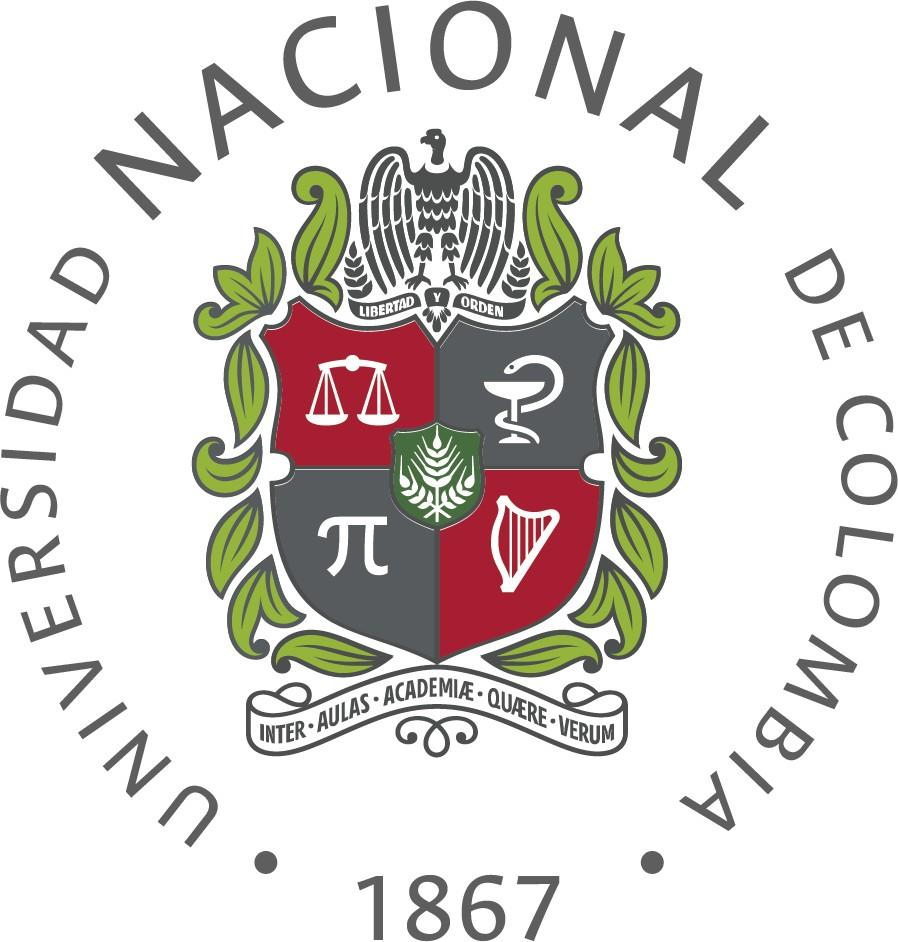 UNIVERSIDAD NACIONAL DE COLOMBIA
LIBERTAD Y ORDEN
π
INTER · AULAS · ACADEMIÆ · QUÆRE · VERUM
· 1867 ·